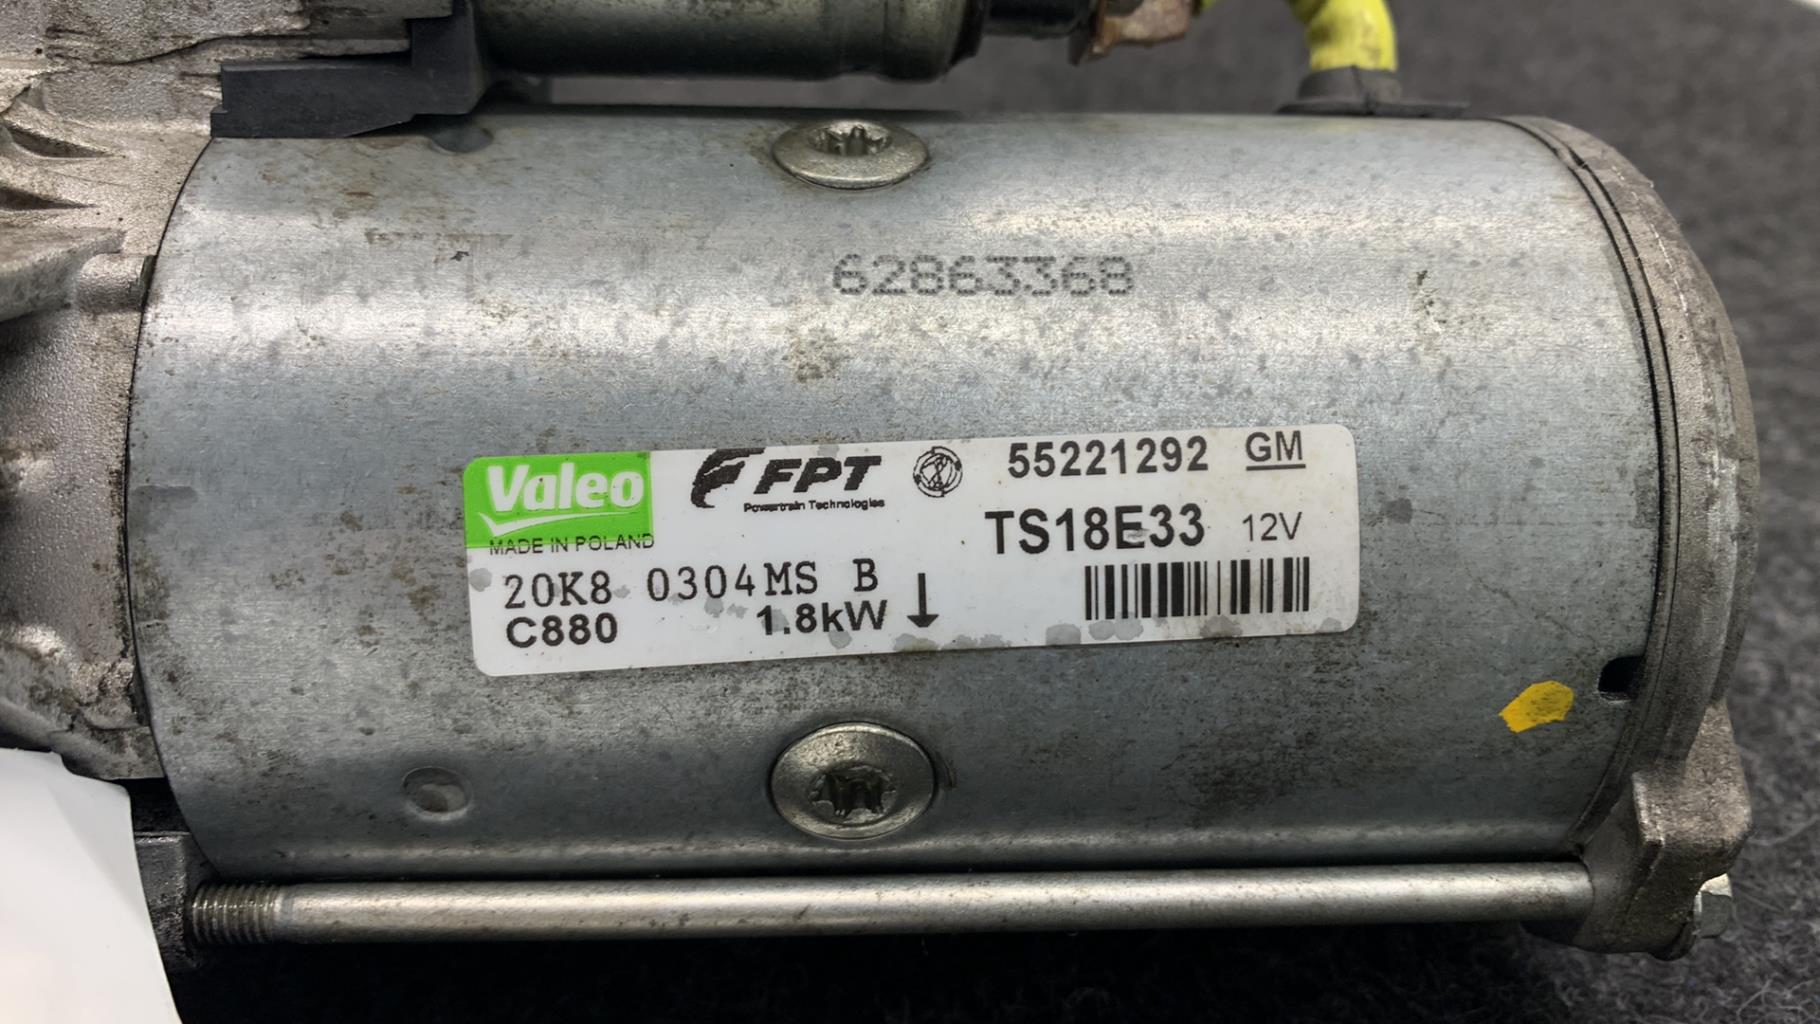 62863368
Valeo
MADE IN POLAND
FPT
Powertrain Technologies
55221292 GM
TS18E33 12V
20K8 0304MS B
C880 1.8kW